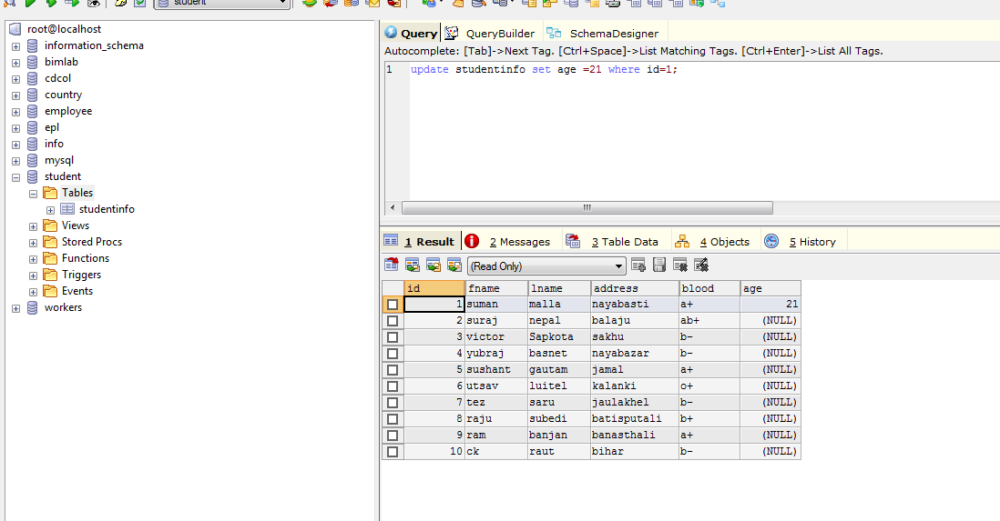 student
root@localhost
information_schema
bimlab
cdcol
country
employee
epl
info
mysql
student
Tables
studentinfo
Views
Stored Procs
Functions
Triggers
Events
workers
Query QueryBuilder SchemaDesigner
Autocomplete: [Tab]->Next Tag. [Ctrl+Space]->List Matching Tags. [Ctrl+Enter]->List All Tags.
1 update studentinfo set age =21 where id=1;
1 Result 2 Messages 3 Table Data 4 Objects 5 History
(Read Only)
id fname lname address blood age
1 suman malla nayabasti a+ 21
2 suraj nepal balaju ab+ (NULL)
3 victor Sapkota sakhu b- (NULL)
4 yubraj basnet nayabazar b- (NULL)
5 sushant gautam jamal a+ (NULL)
6 utsav luitel kalanki o+ (NULL)
7 tez saru jaulakhel b- (NULL)
8 raju subedi batisputali b+ (NULL)
9 ram banjan banasthali a+ (NULL)
10 ck raut bihar b- (NULL)